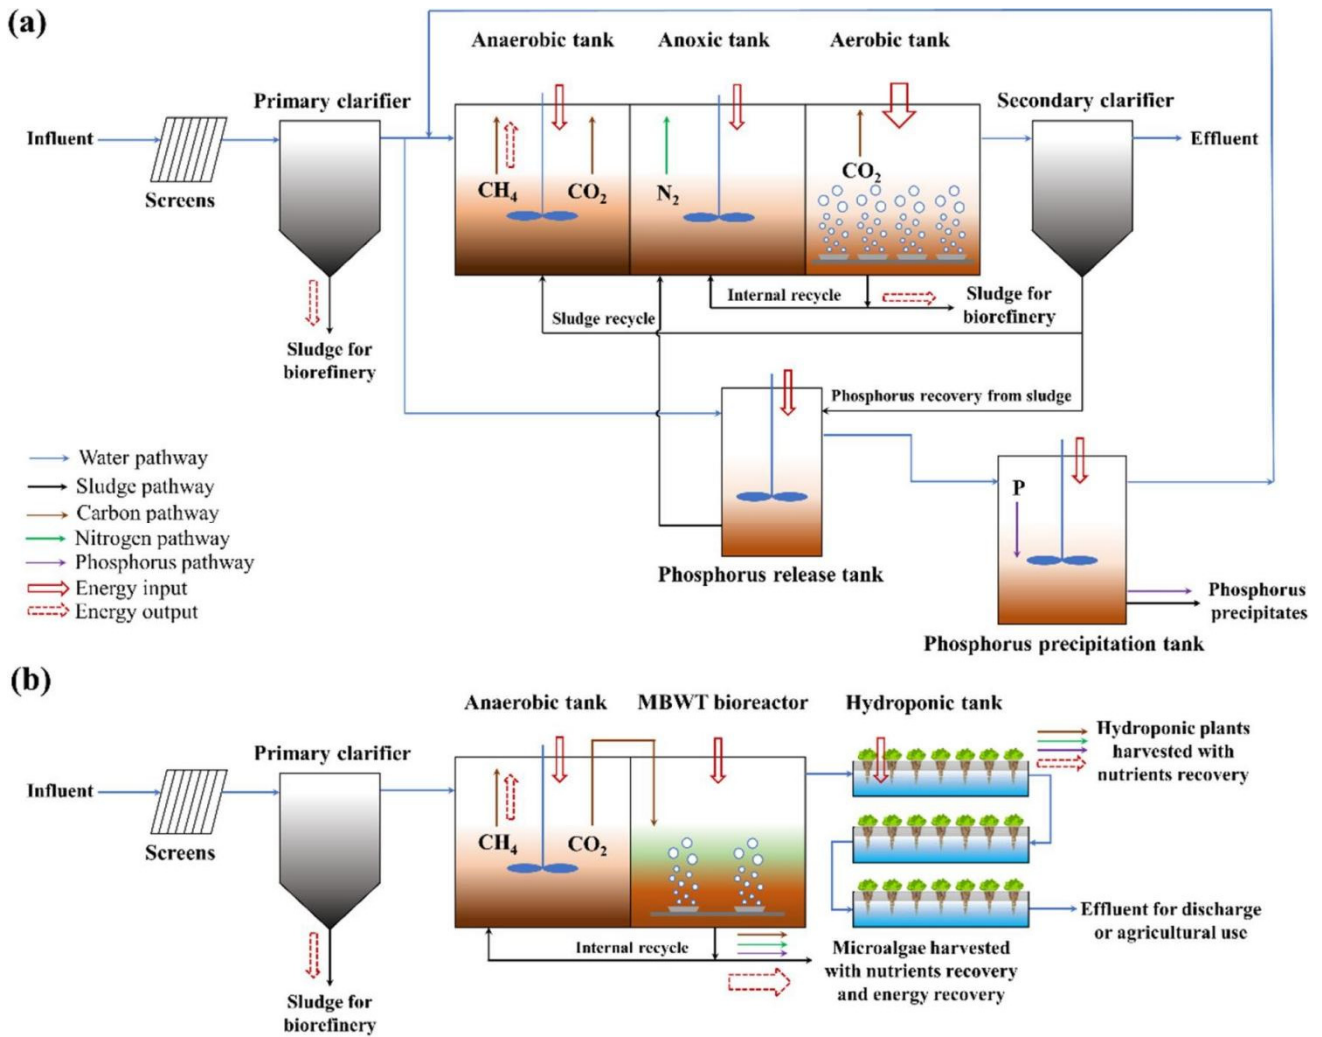 (a)
Anaerobic tank
Anoxic tank
Aerobic tank
Primary clarifier
Secondary clarifier
Influent
Effluent
Screens
CH4
CO2
N2
CO2
Internal recycle
Sludge for
biorefinery
Sludge recycle
Sludge for
biorefinery
Phosphorus recovery from sludge
Water pathway
Sludge pathway
Carbon pathway
Nitrogen pathway
Phosphorus pathway
Energy input
Energy output
P
Phosphorus release tank
Phosphorus
precipitates
Phosphorus precipitation tank
(b)
Anaerobic tank
MBWT bioreactor
Hydroponic tank
Primary clarifier
Hydroponic plants
harvested with
nutrients recovery
Influent
Screens
CH4
CO2
Effluent for discharge
or agricultural use
Internal recycle
Microalgae harvested
with nutrients recovery
and energy recovery
Sludge for
biorefinery